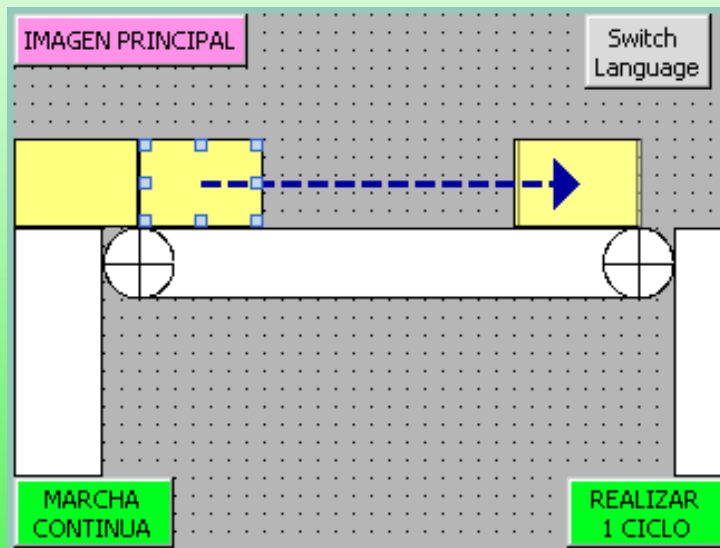 IMAGEN PRINCIPAL
Switch
Language
MARCHA
CONTINUA
REALIZAR
1 CICLO